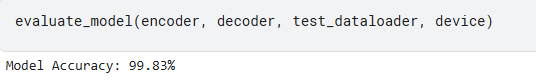 evaluate_model(encoder, decoder, test_dataloader, device)
Model Accuracy: 99.83%